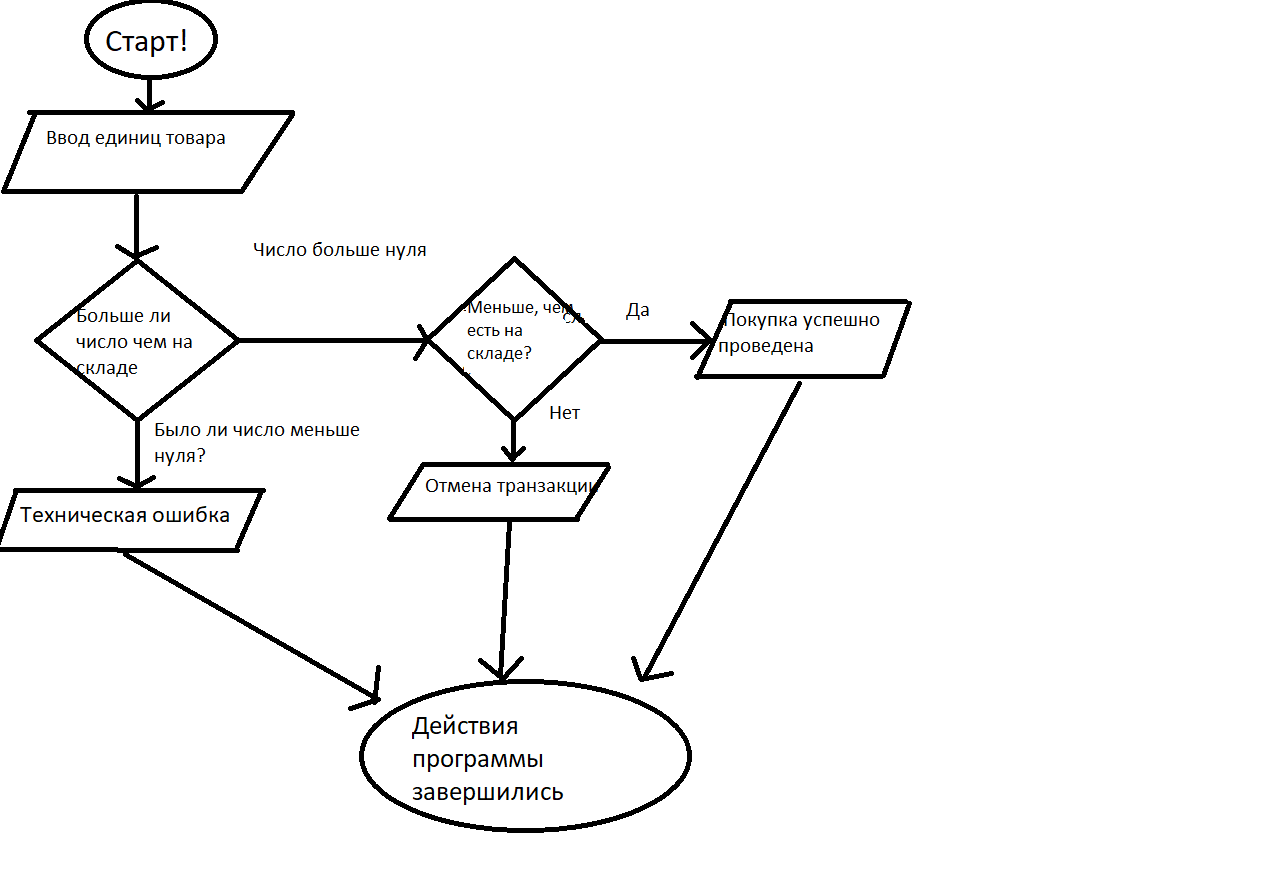 Старт!
Ввод единиц товара
Число больше нуля
Больше ли
число чем на
складе
Меньше, чем
есть на
складе?
Да
Покупка успешно
проведена
Нет
Было ли число меньше
нуля?
Техническая ошибка
Отмена транзакции
Действия
программы
завершились